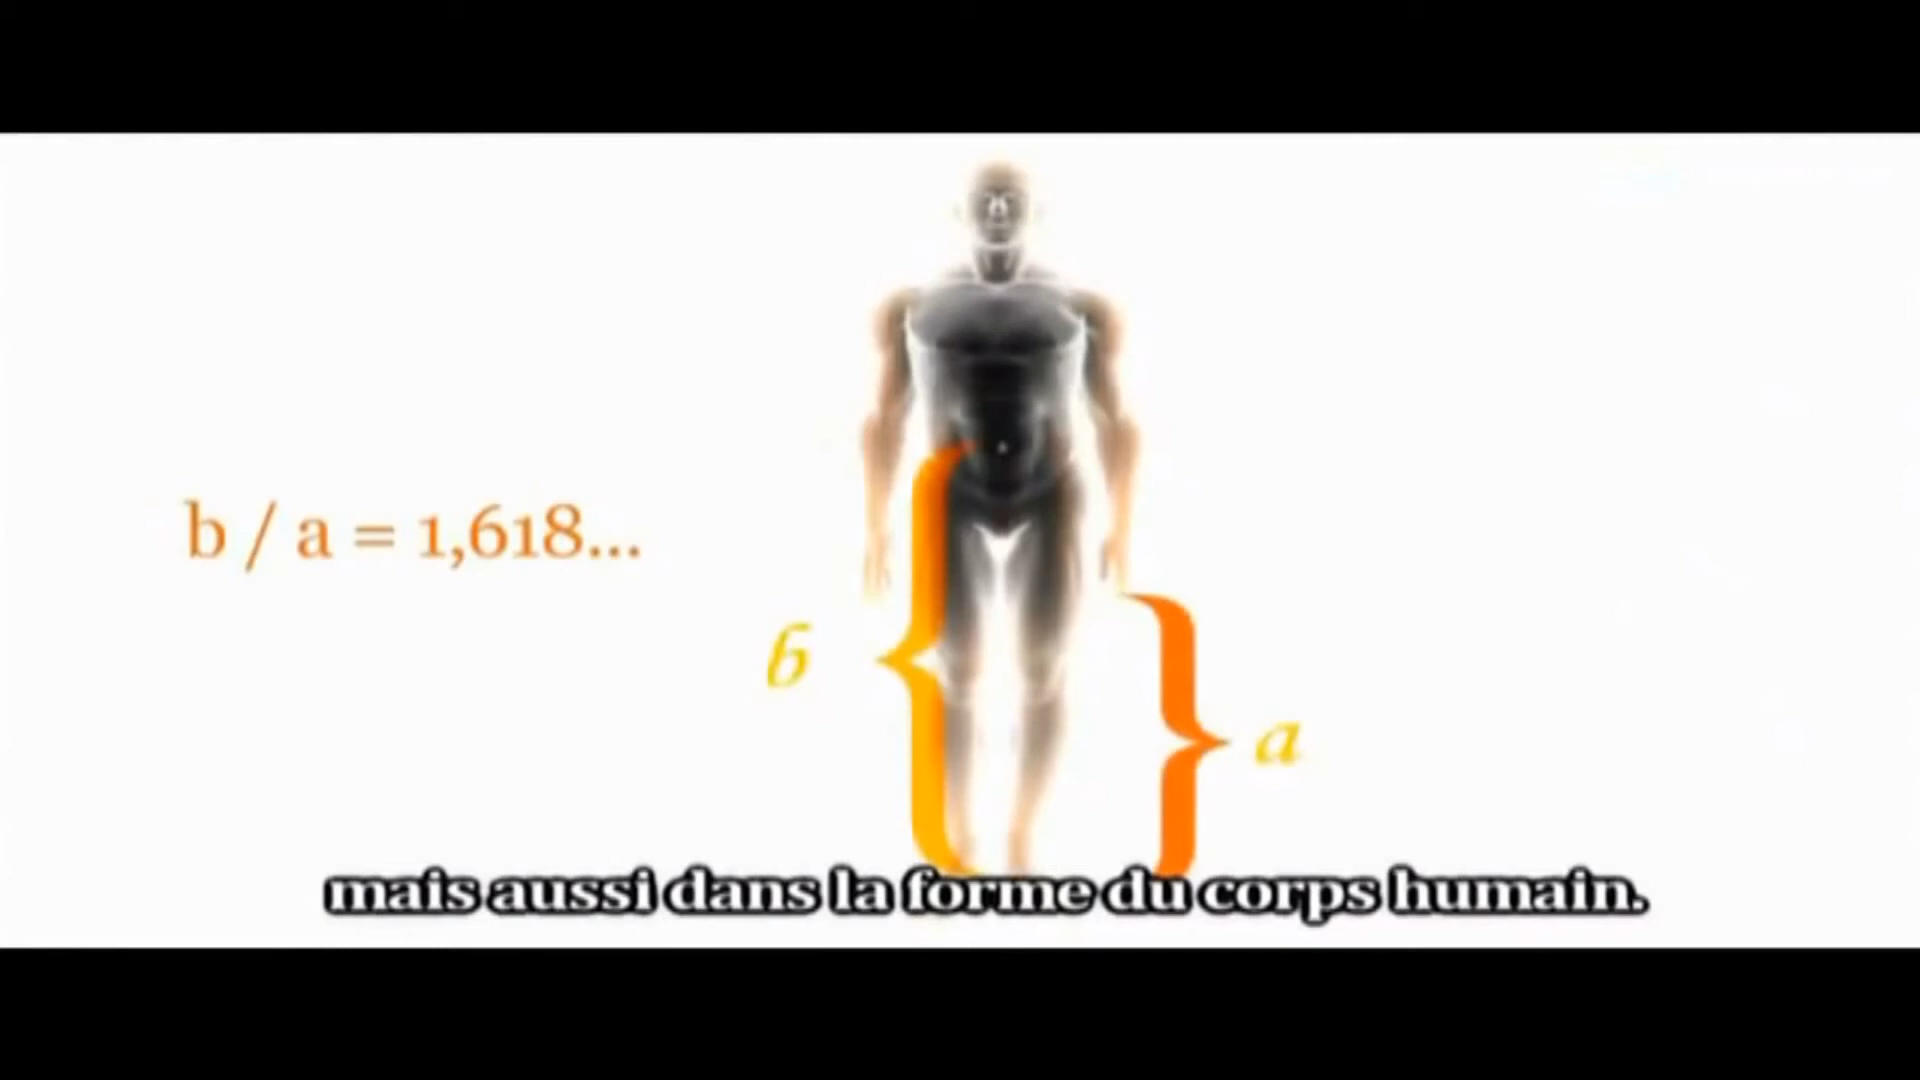 b / a = 1,618...
b
a
mais aussi dans la forme du corps humain.